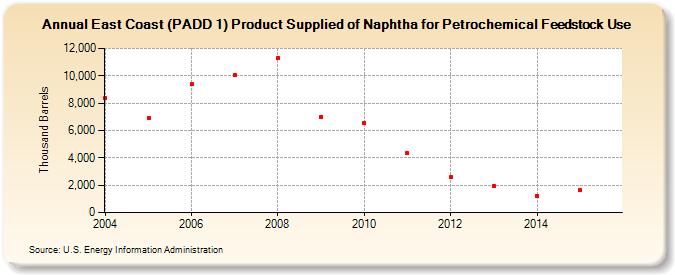 Annual East Coast (PADD 1) Product Supplied of Naphtha for Petrochemical Feedstock Use
Thousand Barrels
12,000
10,000
8,000
6,000
4,000
2,000
0
2004 2006 2008 2010 2012 2014
Source: U.S. Energy Information Administration